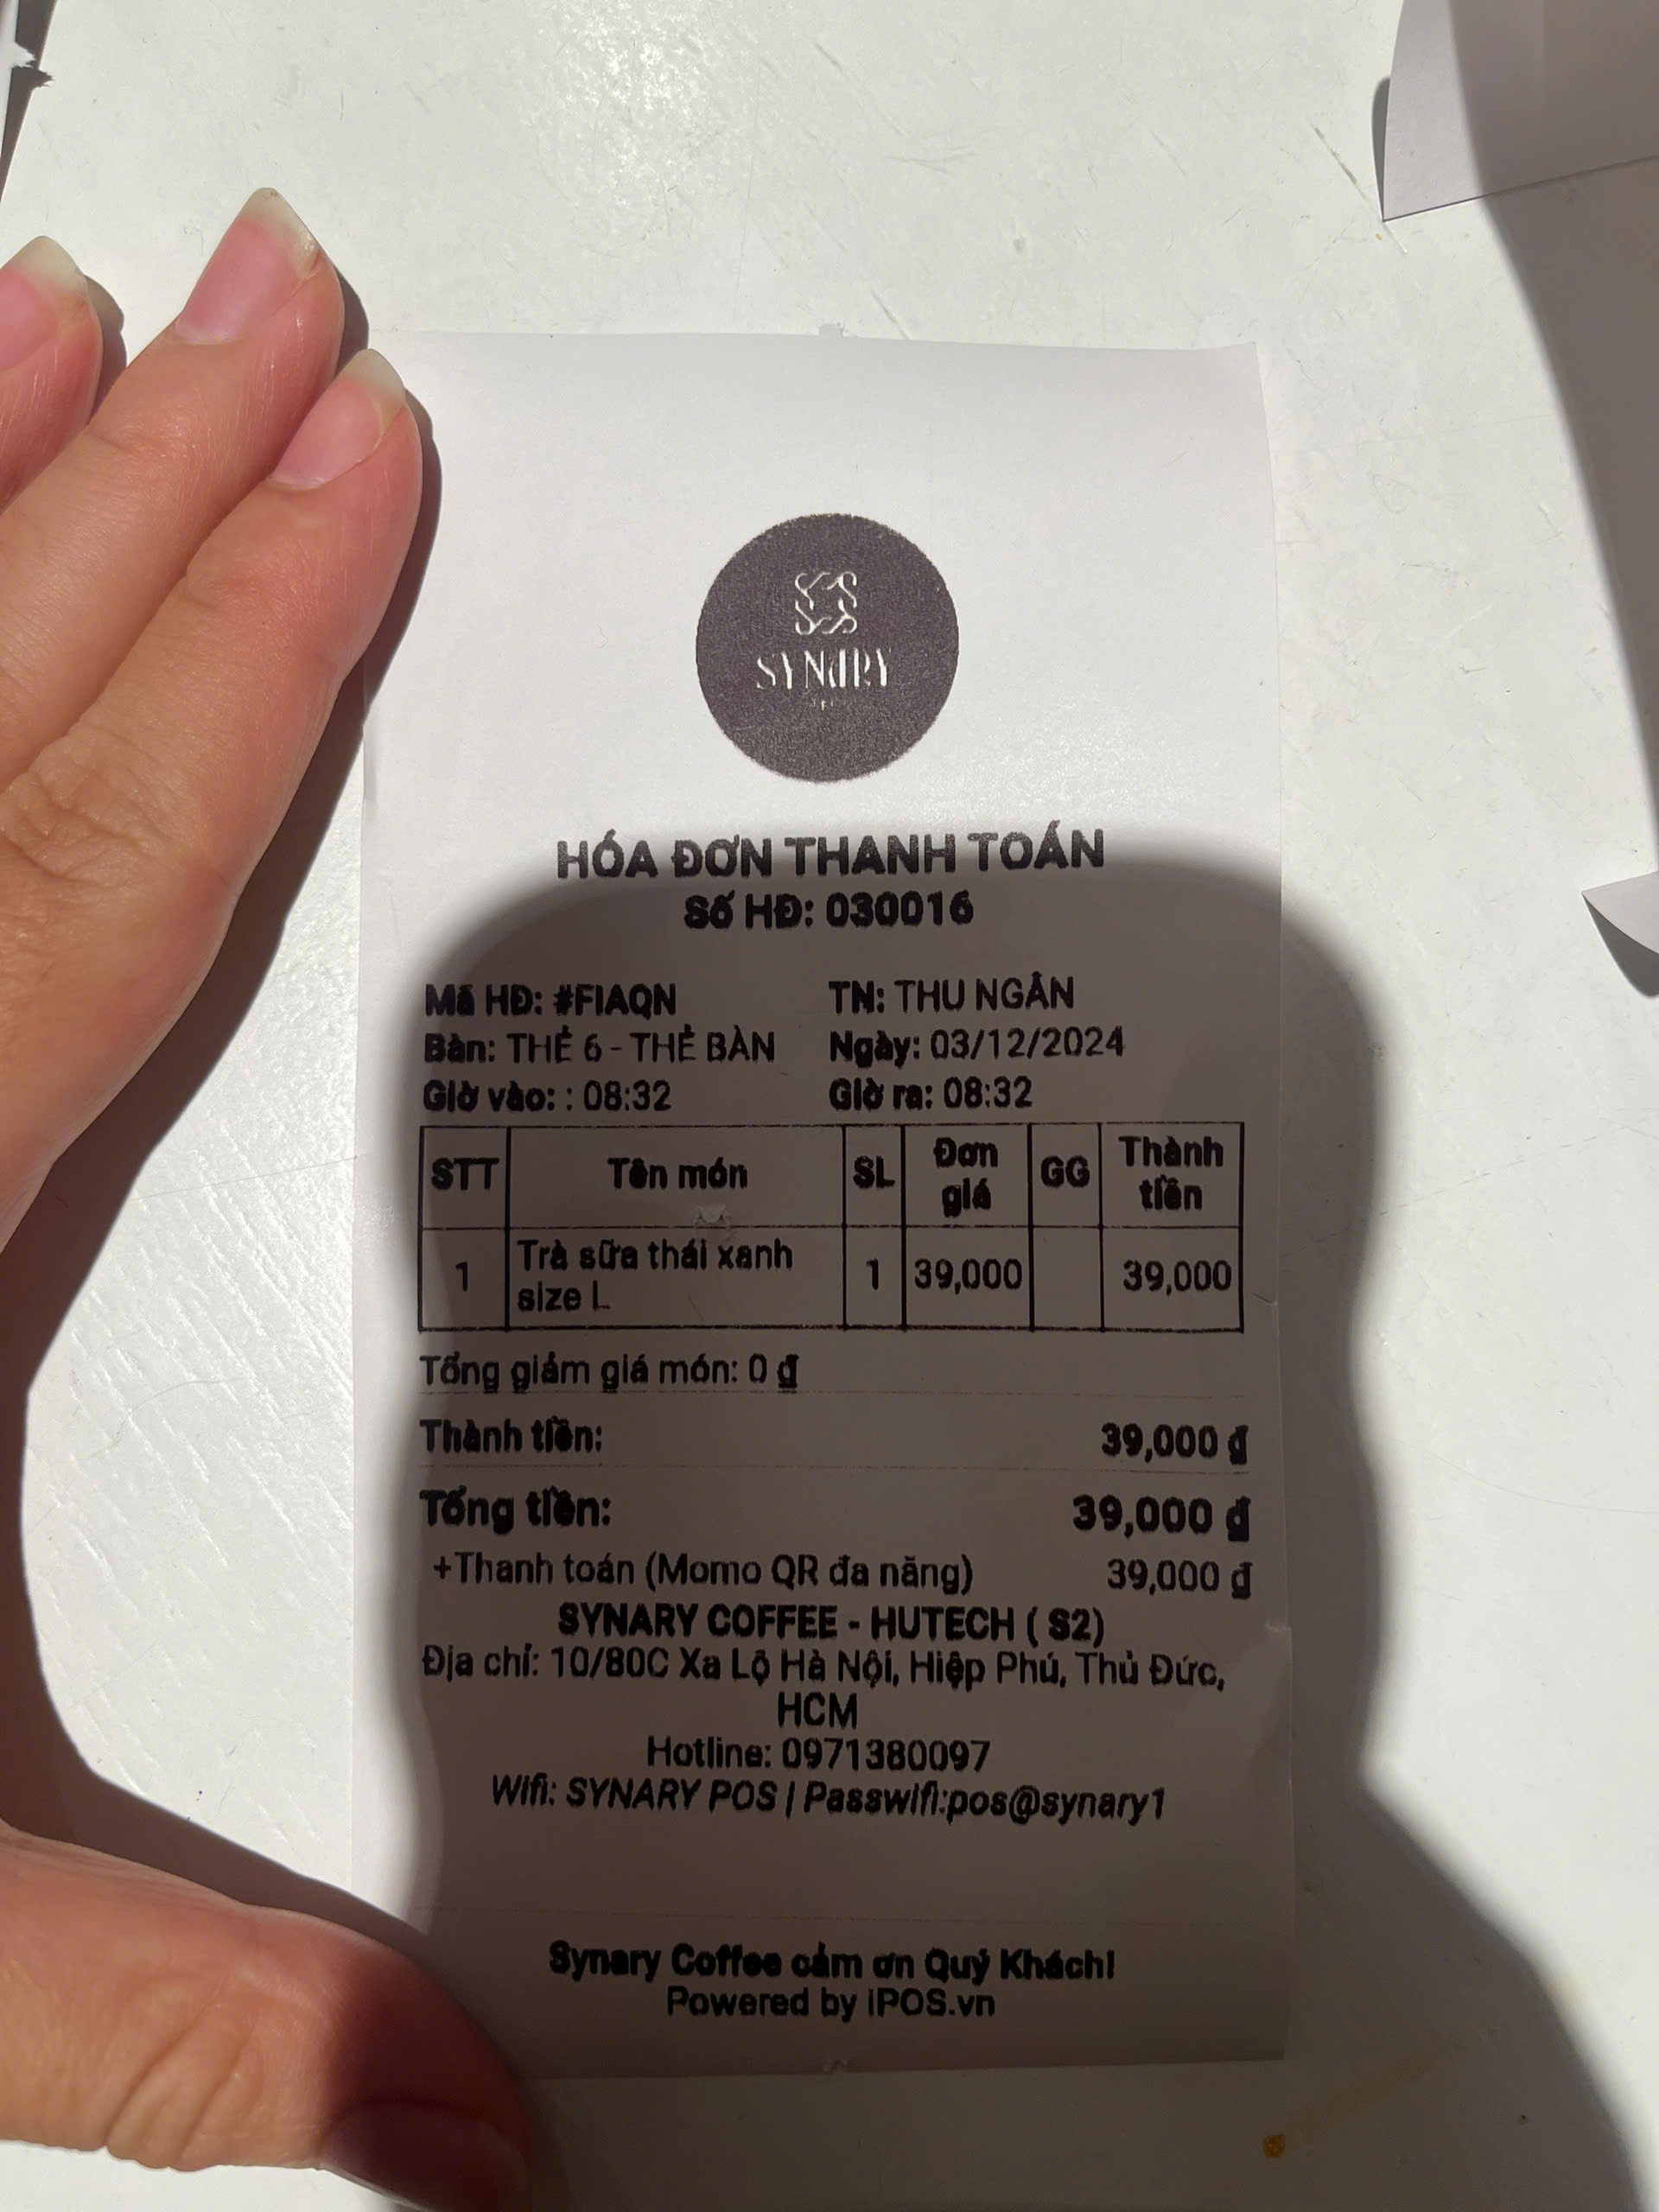 SYNARY
HÓA ĐƠN THANH TOÁN
Số HĐ: 030016
Mã HĐ: #FIAQN TN: THU NGÂN
Bàn: THẺ 6 - THẺ BÀN Ngày: 03/12/2024
Giờ vào: : 08:32 Giờ ra: 08:32
STT Tên món SL Đơn giá GG Thành tiền
1 Trà sữa thái xanh size L 1 39,000 39,000
Tổng giảm giá món: 0 ₫
Thành tiền: 39,000 ₫
Tổng tiền: 39,000 ₫
+Thanh toán (Momo QR đa năng) 39,000 ₫
SYNARY COFFEE - HUTECH ( S2)
Địa chỉ: 10/80C Xa Lộ Hà Nội, Hiệp Phú, Thủ Đức,
HCM
Hotline: 0971380097
Wifi: SYNARY POS | Passwifi:pos@synary1
Synary Coffee cảm ơn Quý Khách!
Powered by iPOS.vn